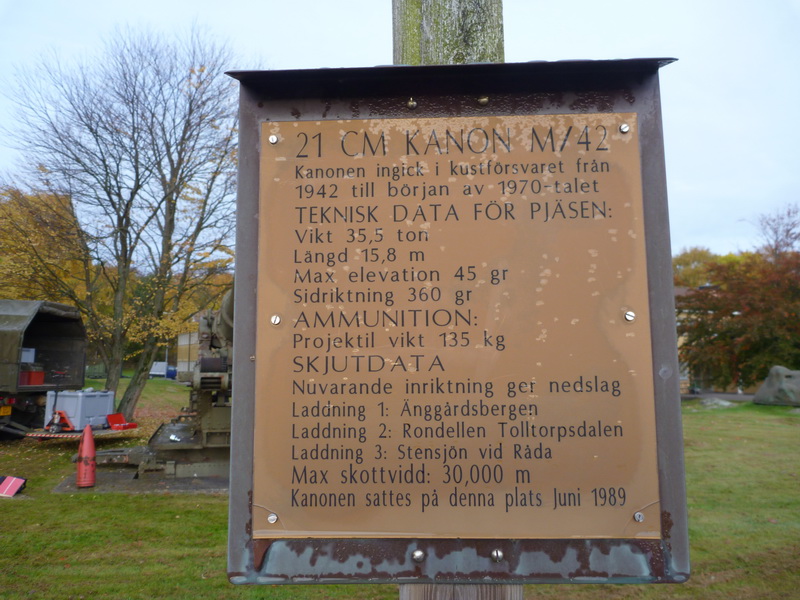 21 CM KANON M/42
Kanonen ingick i kustförsvaret från
1942 till början av 1970-talet
TEKNISK DATA FÖR PJÄSEN:
Vikt 35,5 ton
Längd 15,8 m
Max elevation 45 gr
Sidriktning 360 gr
AMMUNITION:
Projektil vikt 135 kg
SKJUTDATA
Nuvarande inriktning ger nedslag
Laddning 1: Änggårdsbergen
Laddning 2: Rondellen Tolltorpsdalen
Laddning 3: Stensjön vid Råda
Max skottvidd: 30,000 m
Kanonen sattes på denna plats Juni 1989